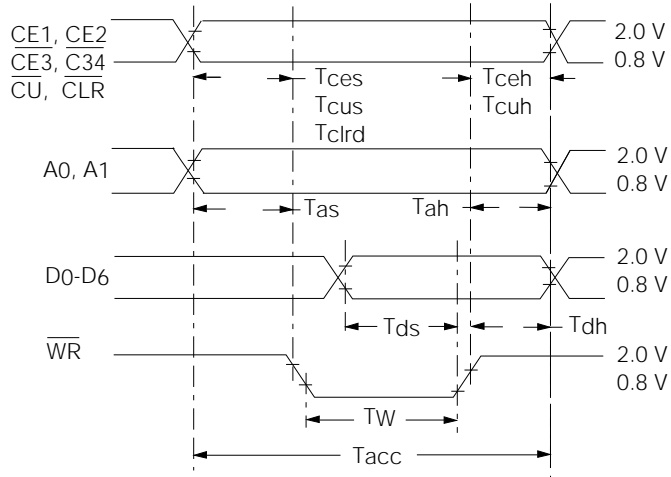 CE1, CE2
CE3, C34
CU, CLR
Tces
Tcus
Tclrd
Tceh
Tcuh
2.0 V
0.8 V
A0, A1
Tas
Tah
2.0 V
0.8 V
D0-D6
Tds
Tdh
2.0 V
0.8 V
WR
TW
2.0 V
0.8 V
Tacc